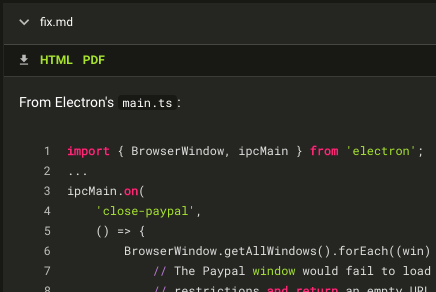 fix.md
HTML PDF
From Electron's main.ts:
1 import { BrowserWindow, ipcMain } from 'electron';
2 ...
3 ipcMain.on(
4 'close-paypal',
5 () => {
6 BrowserWindow.getAllWindows().forEach((win)
7 // The Paypal window would fail to load
8 // restrictions and return an empty URL